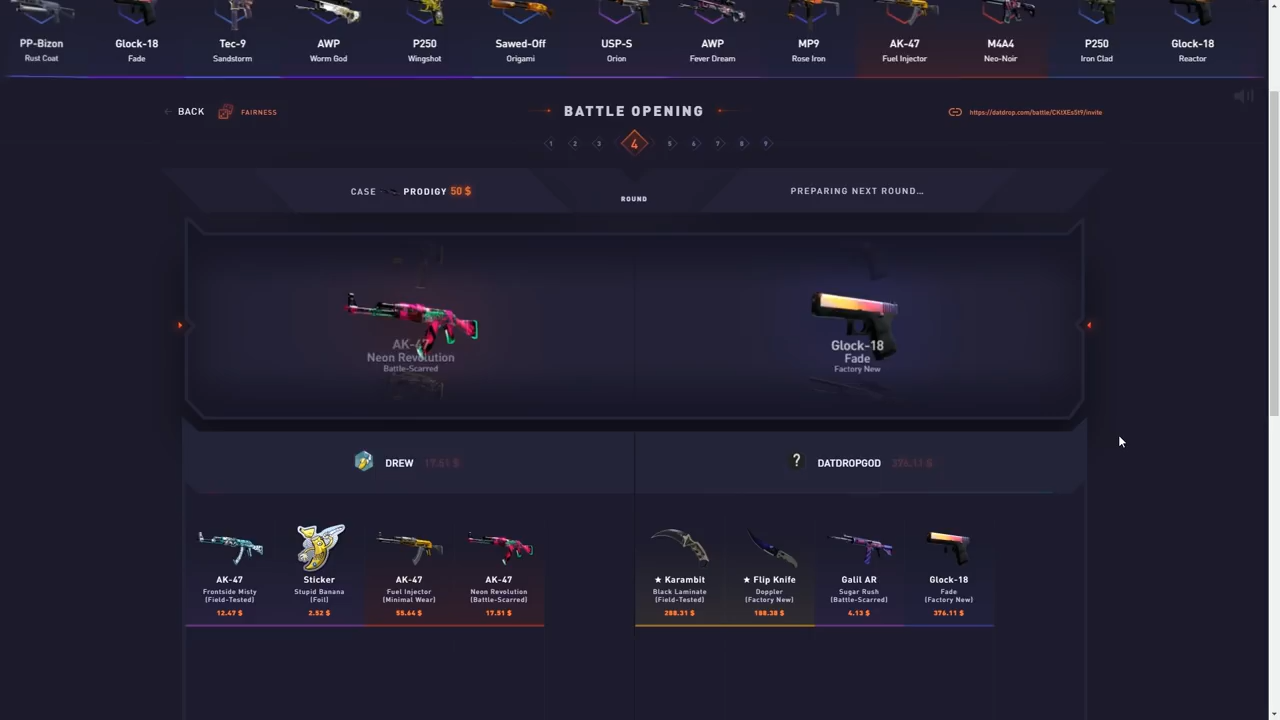 PP-Bizon
Rust Coat
Glock-18
Fade
Tec-9
Sandstorm
AWP
Worm God
P250
Wingshot
Sawed-Off
Origami
USP-S
Orion
AWP
Fever Dream
MP9
Rose Iron
AK-47
Fuel Injector
M4A4
Neo-Noir
P250
Iron Clad
Glock-18
Reactor
← BACK
FAIRNESS
BATTLE OPENING
https://datdrop.com/battle/CKtXEsSt9/invite
1 2 3 4 5 6 7 8 9
CASE PRODIGY 50 $
ROUND
PREPARING NEXT ROUND...
AK-47
Neon Revolution
Battle-Scarred
Glock-18
Fade
Factory New
DREW 17.51 $
? DATDROPGOD 376.11 $
AK-47
Frontside Misty
(Field-Tested)
12.47 $
Sticker
Stupid Banana
(Foil)
2.52 $
AK-47
Fuel Injector
(Minimal Wear)
55.64 $
AK-47
Neon Revolution
(Battle-Scarred)
17.51 $
★ Karambit
Black Laminate
(Field-Tested)
288.31 $
★ Flip Knife
Doppler
(Factory New)
188.38 $
Galil AR
Sugar Rush
(Battle-Scarred)
4.13 $
Glock-18
Fade
(Factory New)
376.11 $